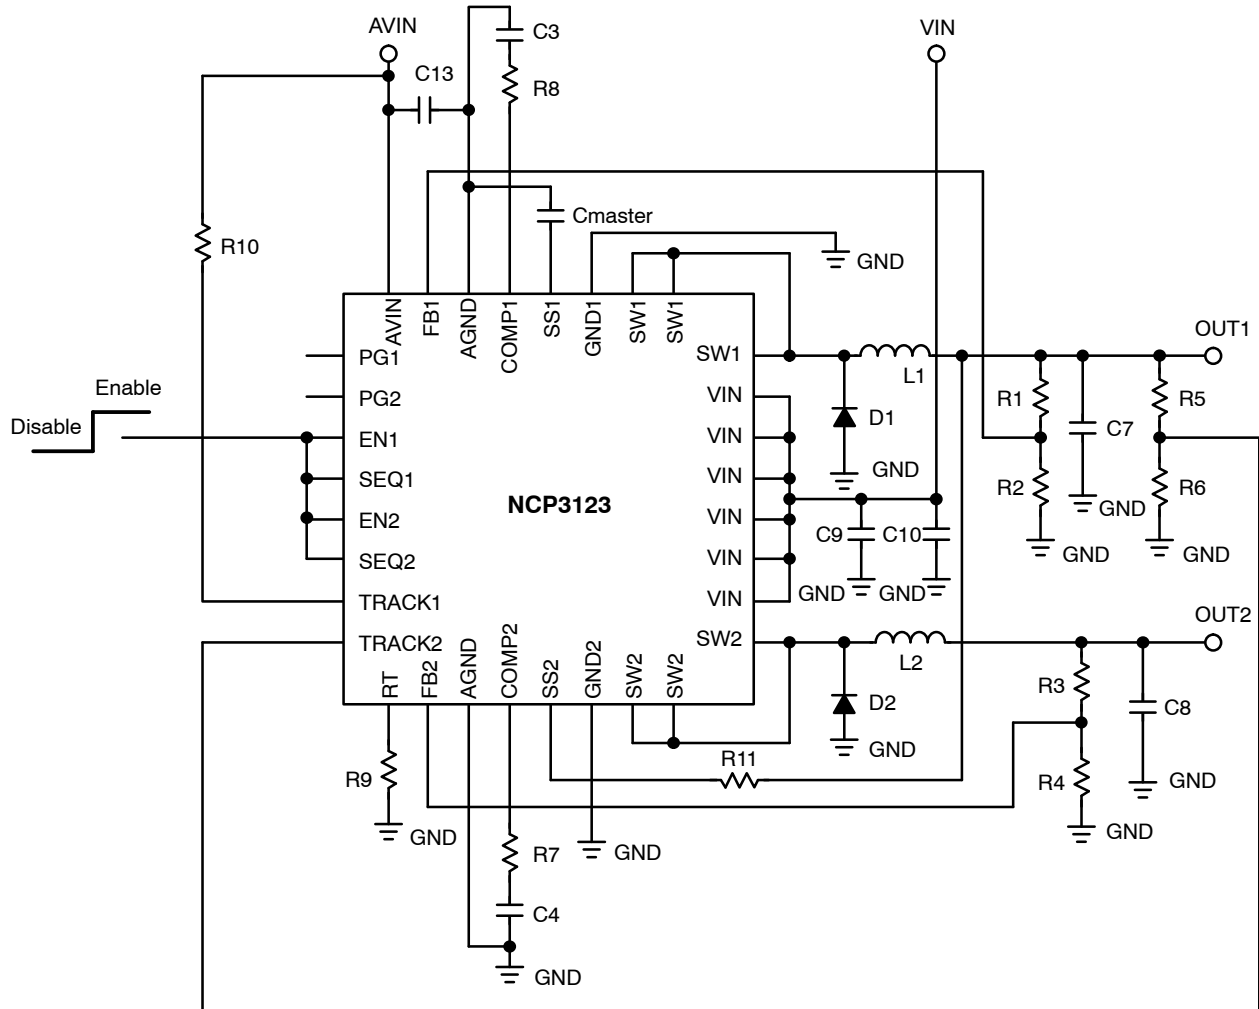 AVIN
C3
VIN
C13
R8
Cmaster
R10
GND
OUT1
AVIN
FB1
AGND
COMP1
SS1
GND1
SW1
SW1
PG1
SW1
L1
PG2
VIN
R1
R5
Enable
D1
C7
Disable
EN1
VIN
GND
SEQ1
VIN
R2
R6
NCP3123
GND
EN2
VIN
C9
C10
SEQ2
VIN
GND
GND
GND
GND
TRACK1
VIN
OUT2
TRACK2
SW2
L2
RT
FB2
AGND
COMP2
SS2
GND2
SW2
SW2
R3
D2
C8
GND
R11
R9
R4
GND
GND
GND
R7
GND
C4
GND